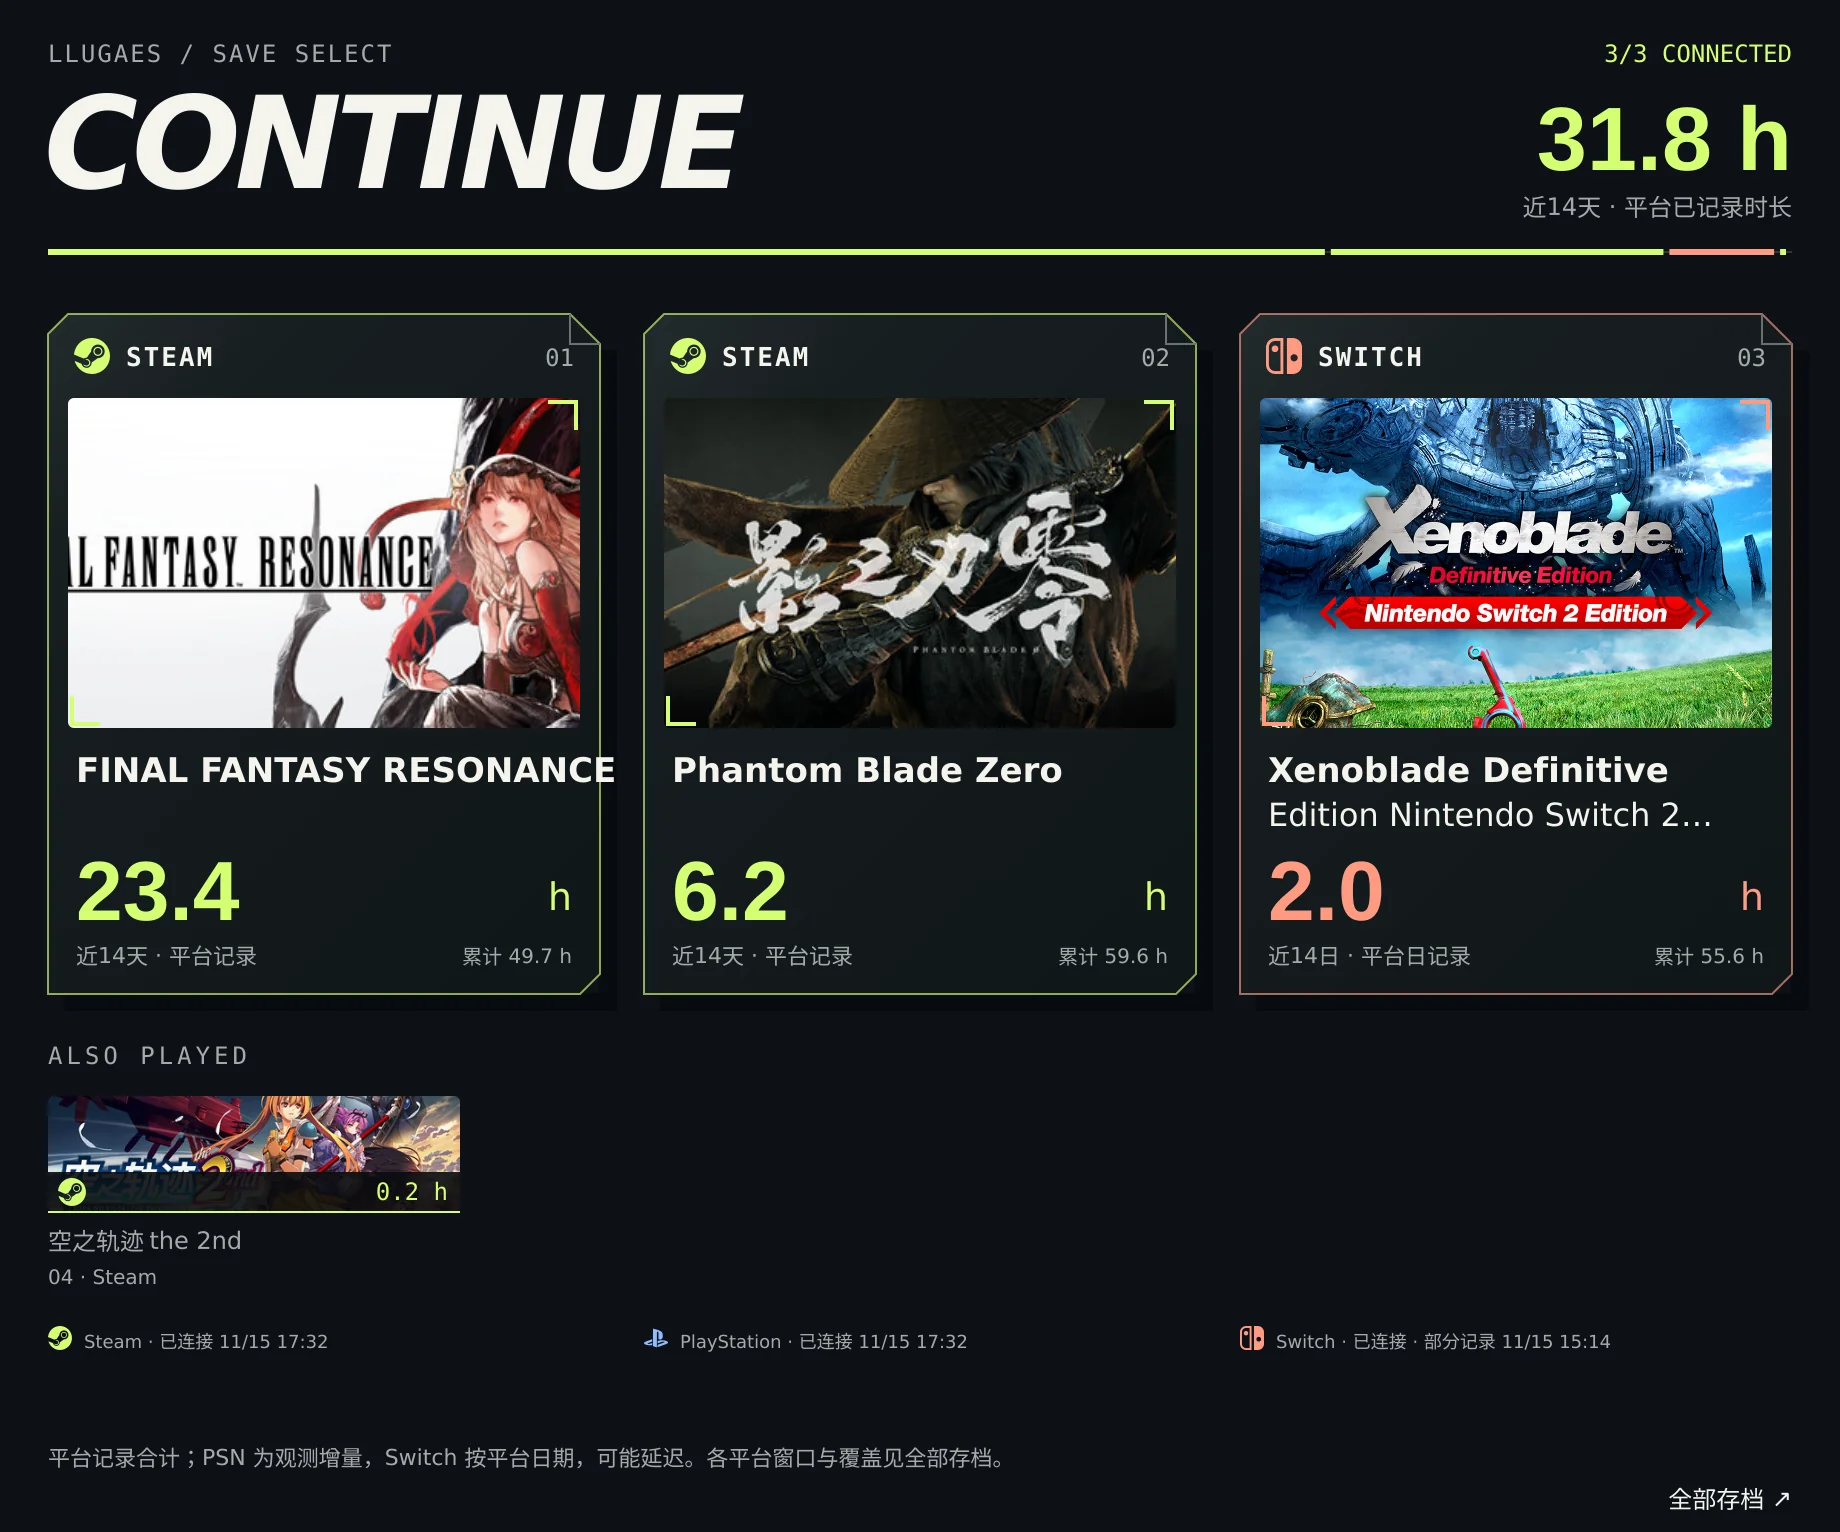 LLUGAES / SAVE SELECT
3/3 CONNECTED
CONTINUE
31.8 h
近14天 · 平台已记录时长
STEAM
01
AL FANTASY RESONANCE
FINAL FANTASY RESONANCE
23.4 h
近14天 · 平台记录
累计 49.7 h
STEAM
02
影之刃零
PHANTOM BLADE 0
Phantom Blade Zero
6.2 h
近14天 · 平台记录
累计 59.6 h
SWITCH
03
Xenoblade™
Definitive Edition
Nintendo Switch 2 Edition
Xenoblade Definitive
Edition Nintendo Switch 2…
2.0 h
近14日 · 平台日记录
累计 55.6 h
ALSO PLAYED
空之轨迹 2nd
0.2 h
空之轨迹 the 2nd
04 · Steam
Steam · 已连接 11/15 17:32
PlayStation · 已连接 11/15 17:32
Switch · 已连接 · 部分记录 11/15 15:14
平台记录合计；PSN 为观测增量，Switch 按平台日期，可能延迟。各平台窗口与覆盖见全部存档。
全部存档 ↗